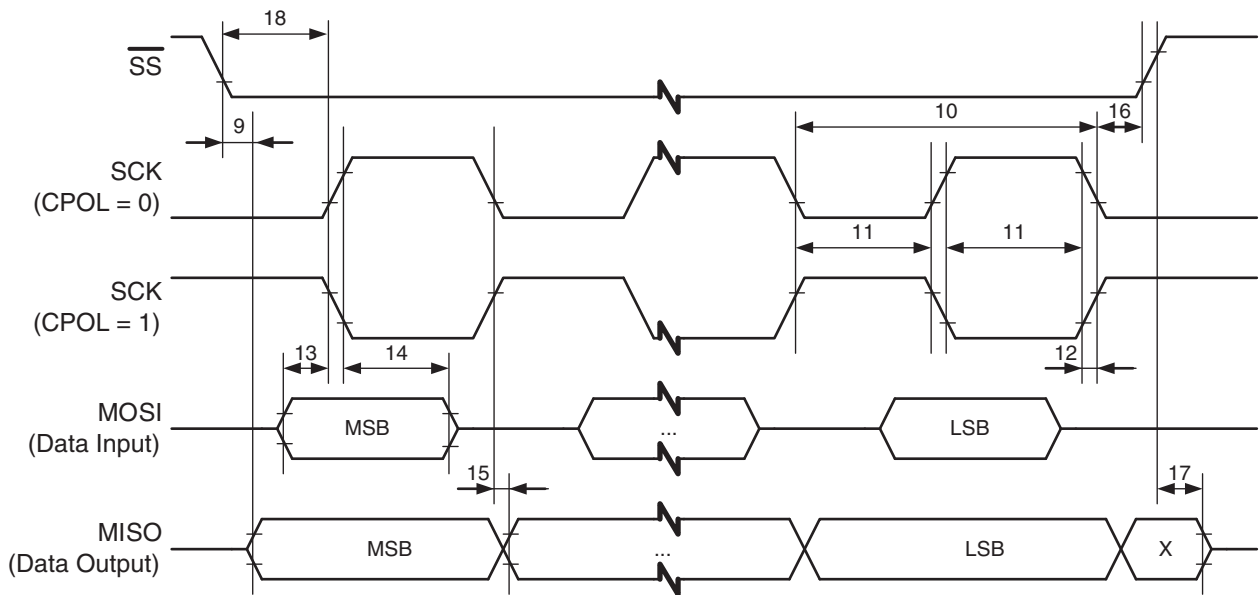 18
SS
9
10
16
SCK
(CPOL = 0)
11
11
SCK
(CPOL = 1)
13
14
12
MOSI
(Data Input)
MSB
...
LSB
15
17
MISO
(Data Output)
MSB
...
LSB
X